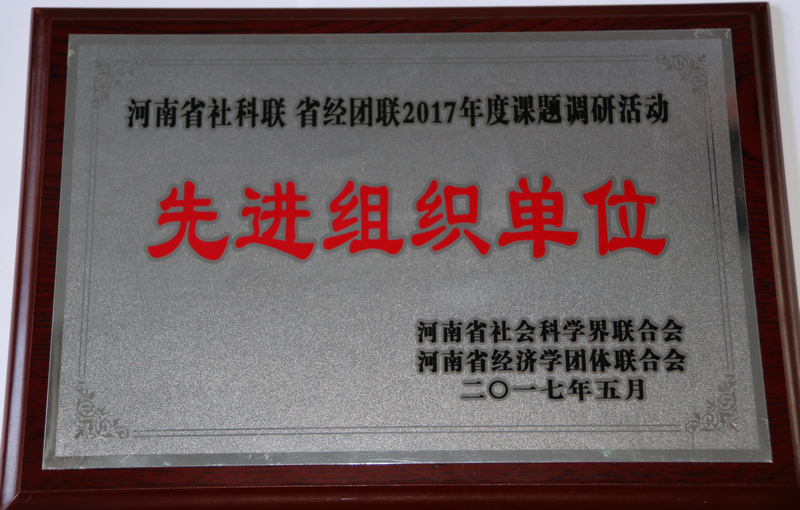 河南省社科联 省经团联2017年度课题调研活动
先进组织单位
河南省社会科学界联合会
河南省经济学团体联合会
二〇一七年五月